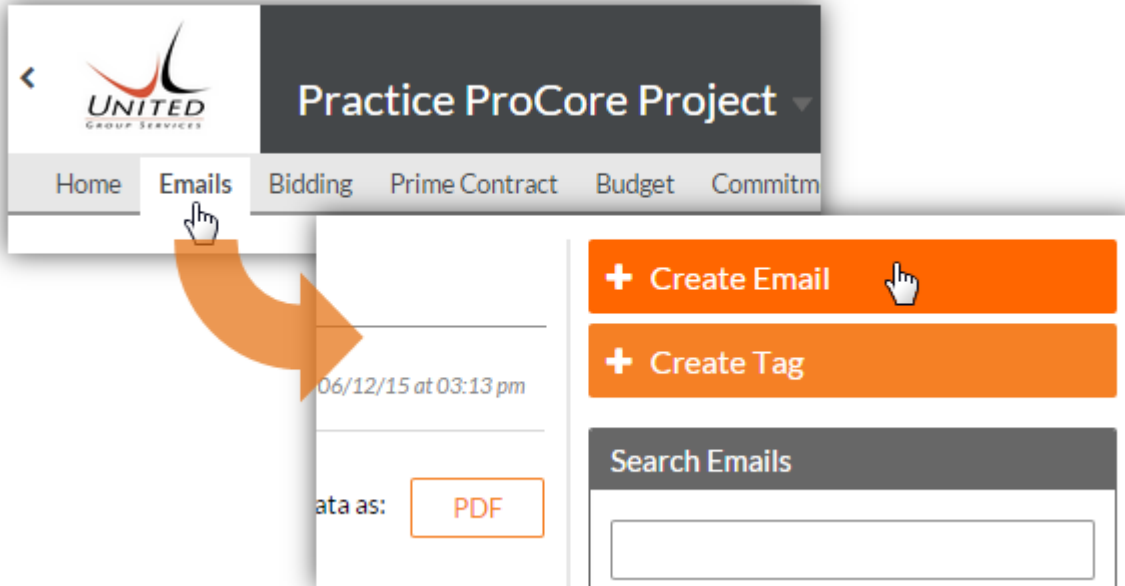 UNITED
GROUP SERVICES
Practice ProCore Project
Home Emails Bidding Prime Contract Budget Commitm
+ Create Email
+ Create Tag
06/12/15 at 03:13 pm
Search Emails
ata as: PDF